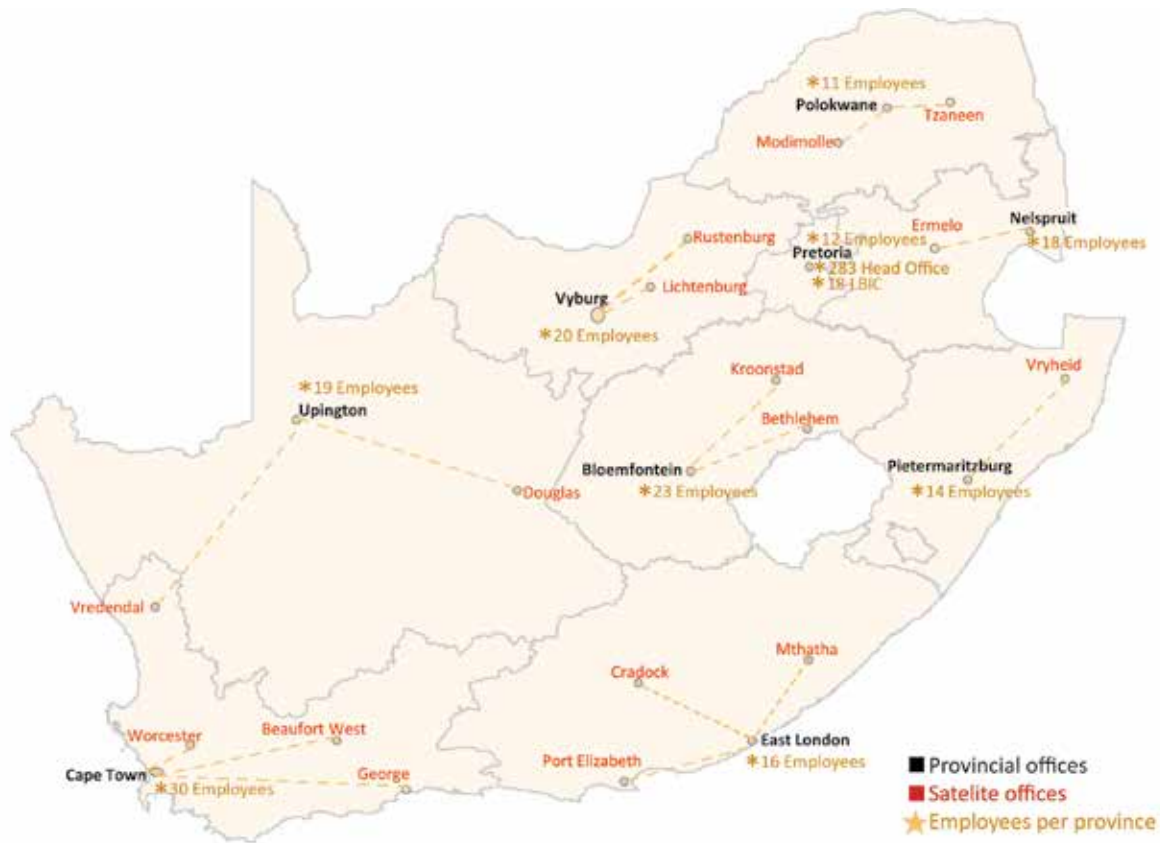 *11 Employees
Polokwane
Tzaneen
Modimolle
Nelspruit
*18 Employees
Ermelo
*12 Employees
Pretoria
*283 Head Office
*18 LBIC
Rustenburg
Lichtenburg
Vyburg
*20 Employees
Vryheid
Kroonstad
Bethlehem
*19 Employees
Upington
Bloemfontein
*23 Employees
Pietermaritzburg
*14 Employees
Douglas
Vredendal
Mthatha
Cradock
Worcester
Beaufort West
East London
*16 Employees
Port Elizabeth
Cape Town
*30 Employees
George
Provincial offices
Satelite offices
Employees per province